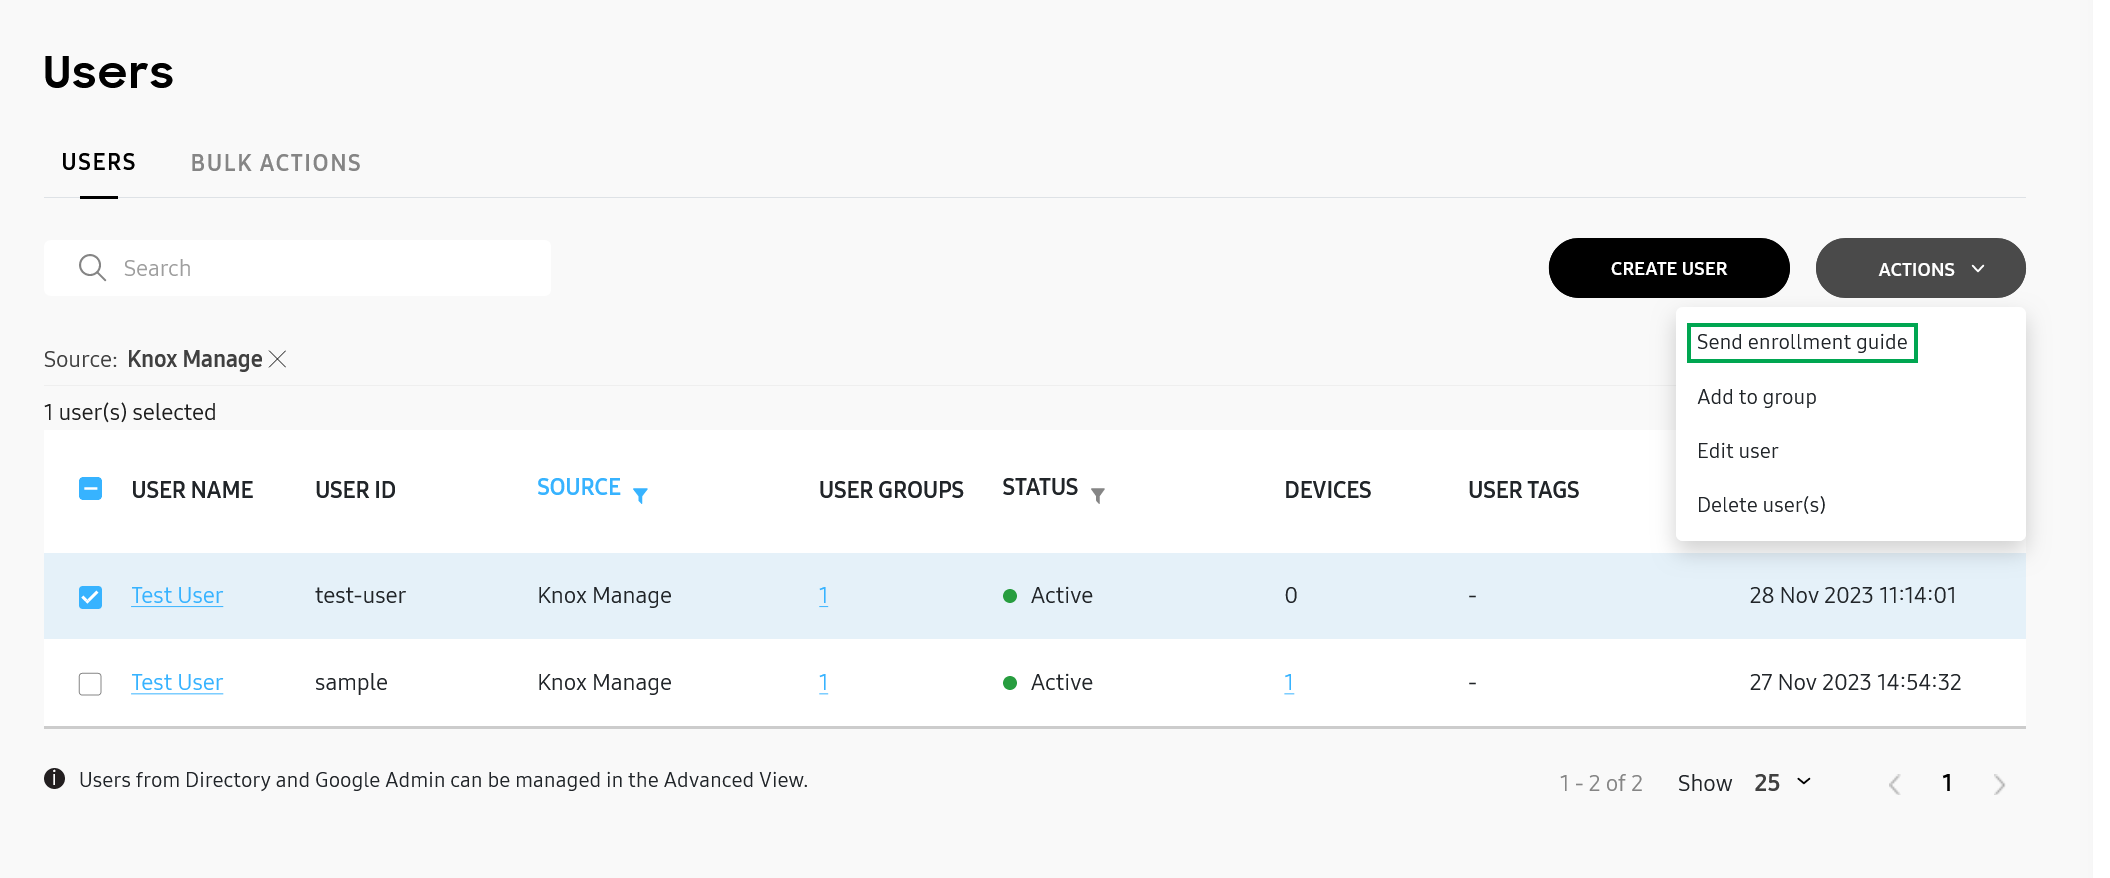 Users
USERS BULK ACTIONS
Search
CREATE USER ACTIONS
Send enrollment guide
Add to group
Edit user
Delete user(s)
Source: Knox Manage
1 user(s) selected
USER NAME USER ID SOURCE USER GROUPS STATUS DEVICES USER TAGS
Test User test-user Knox Manage 1 Active 0 - 28 Nov 2023 11:14:01
Test User sample Knox Manage 1 Active 1 - 27 Nov 2023 14:54:32
Users from Directory and Google Admin can be managed in the Advanced View.
1 - 2 of 2 Show 25 1